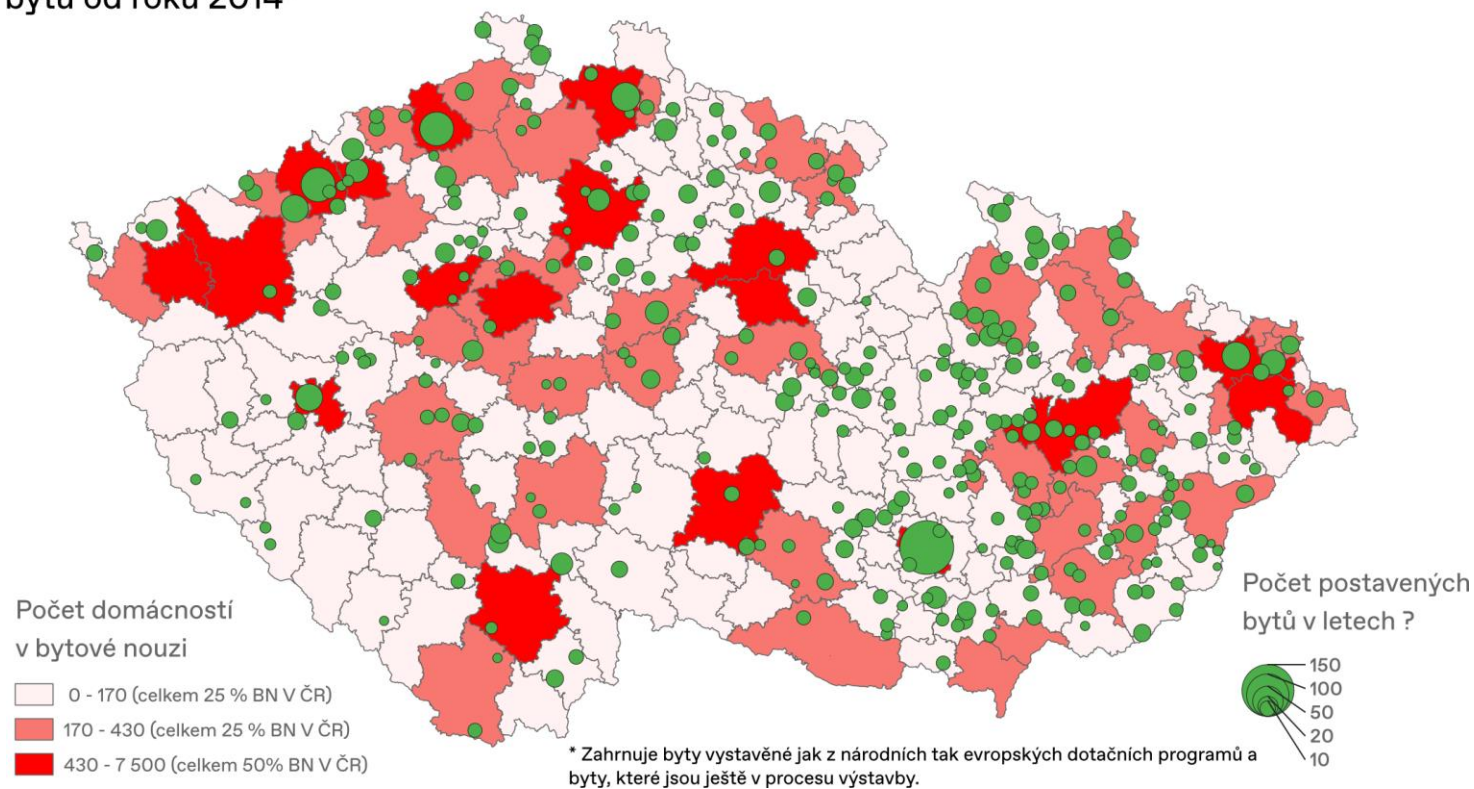 bytů od roku 2014
Počet domácností
v bytové nouzi
0 - 170 (celkem 25 % BN V ČR)
170 - 430 (celkem 25 % BN V ČR)
430 - 7 500 (celkem 50% BN V ČR)
* Zahrnuje byty vystavěné jak z národních tak evropských dotačních programů a
byty, které jsou ještě v procesu výstavby.
Počet postavených
bytů v letech ?
150
100
50
20
10